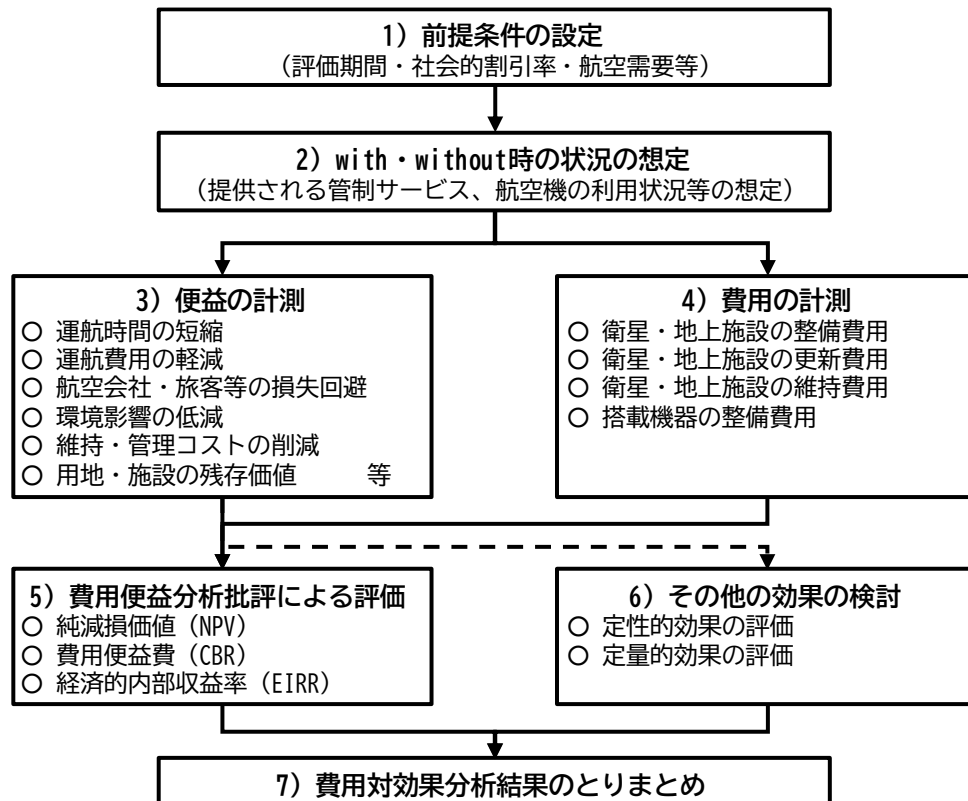 1) 前提条件の設定
(評価期間・社会的割引率・航空需要等)
2) with・without時の状況の想定
(提供される管制サービス、航空機の利用状況等の想定)
3) 便益の計測
○ 運航時間の短縮
○ 運航費用の軽減
○ 航空会社・旅客等の損失回避
○ 環境影響の低減
○ 維持・管理コストの削減
○ 用地・施設の残存価値 等
4) 費用の計測
○ 衛星・地上施設の整備費用
○ 衛星・地上施設の更新費用
○ 衛星・地上施設の維持費用
○ 搭載機器の整備費用
5) 費用便益分析批評による評価
○ 純減損価値 (NPV)
○ 費用便益費 (CBR)
○ 経済的内部収益率 (EIRR)
6) その他の効果の検討
○ 定性的効果の評価
○ 定量的効果の評価
7) 費用対効果分析結果のとりまとめ